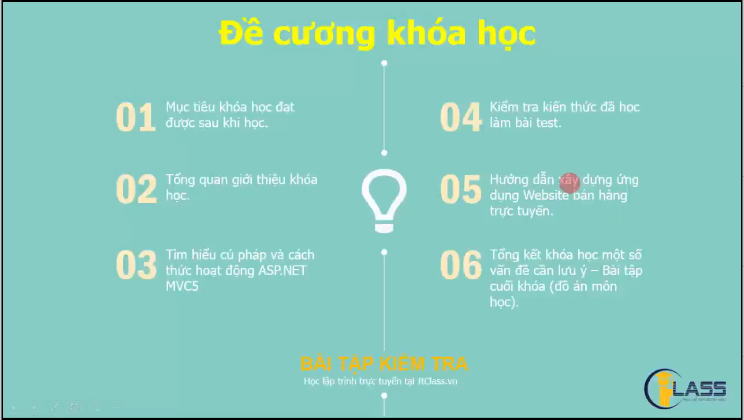 Đề cương khóa học
01
Mục tiêu khóa học đạt
được sau khi học.
02
Tổng quan giới thiệu khóa
học.
03
Tìm hiểu cú pháp và cách
thức hoạt động ASP.NET
MVC5
04
Kiểm tra kiến thức đã học
làm bài test.
05
Hướng dẫn xây dựng ứng
dụng Website bán hàng
trực tuyến.
06
Tổng kết khóa học một số
vấn đề cần lưu ý – Bài tập
cuối khóa (đồ án môn
học).
BÀI TẬP KIỂM TRA
Học lập trình trực tuyến tại ItClass.vn
CLASS